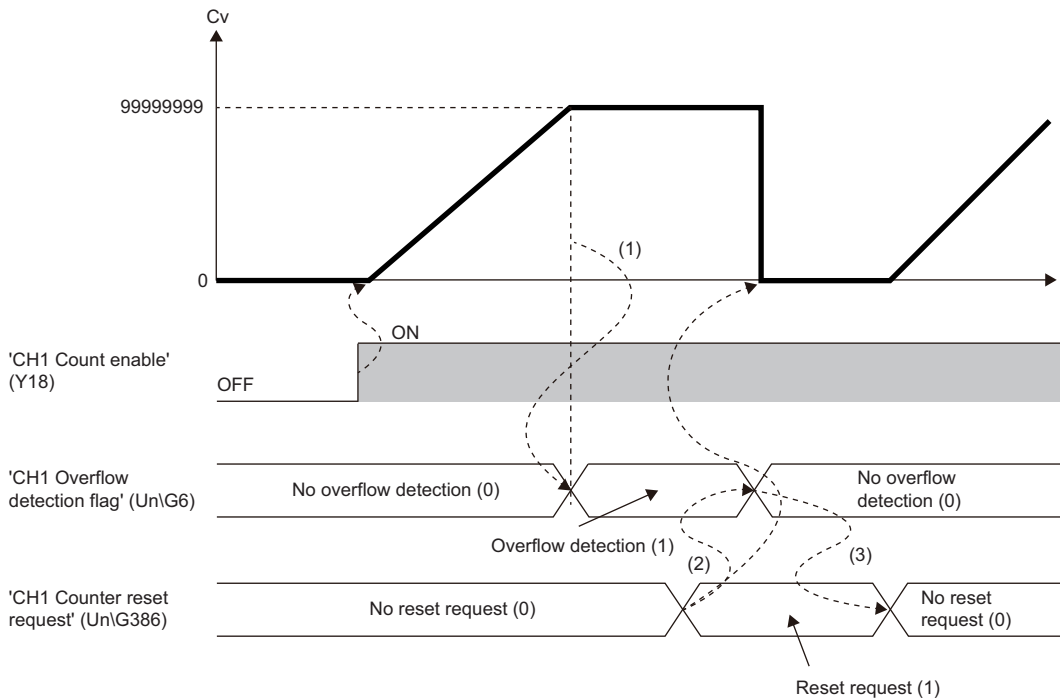 Cv
99999999
(1)
0
ON
'CH1 Count enable'
(Y18)
OFF
'CH1 Overflow
detection flag' (Un\G6)
No overflow detection (0)
No overflow
detection (0)
Overflow detection (1)
(2)
(3)
'CH1 Counter reset
request' (Un\G386)
No reset request (0)
No reset
request (0)
Reset request (1)